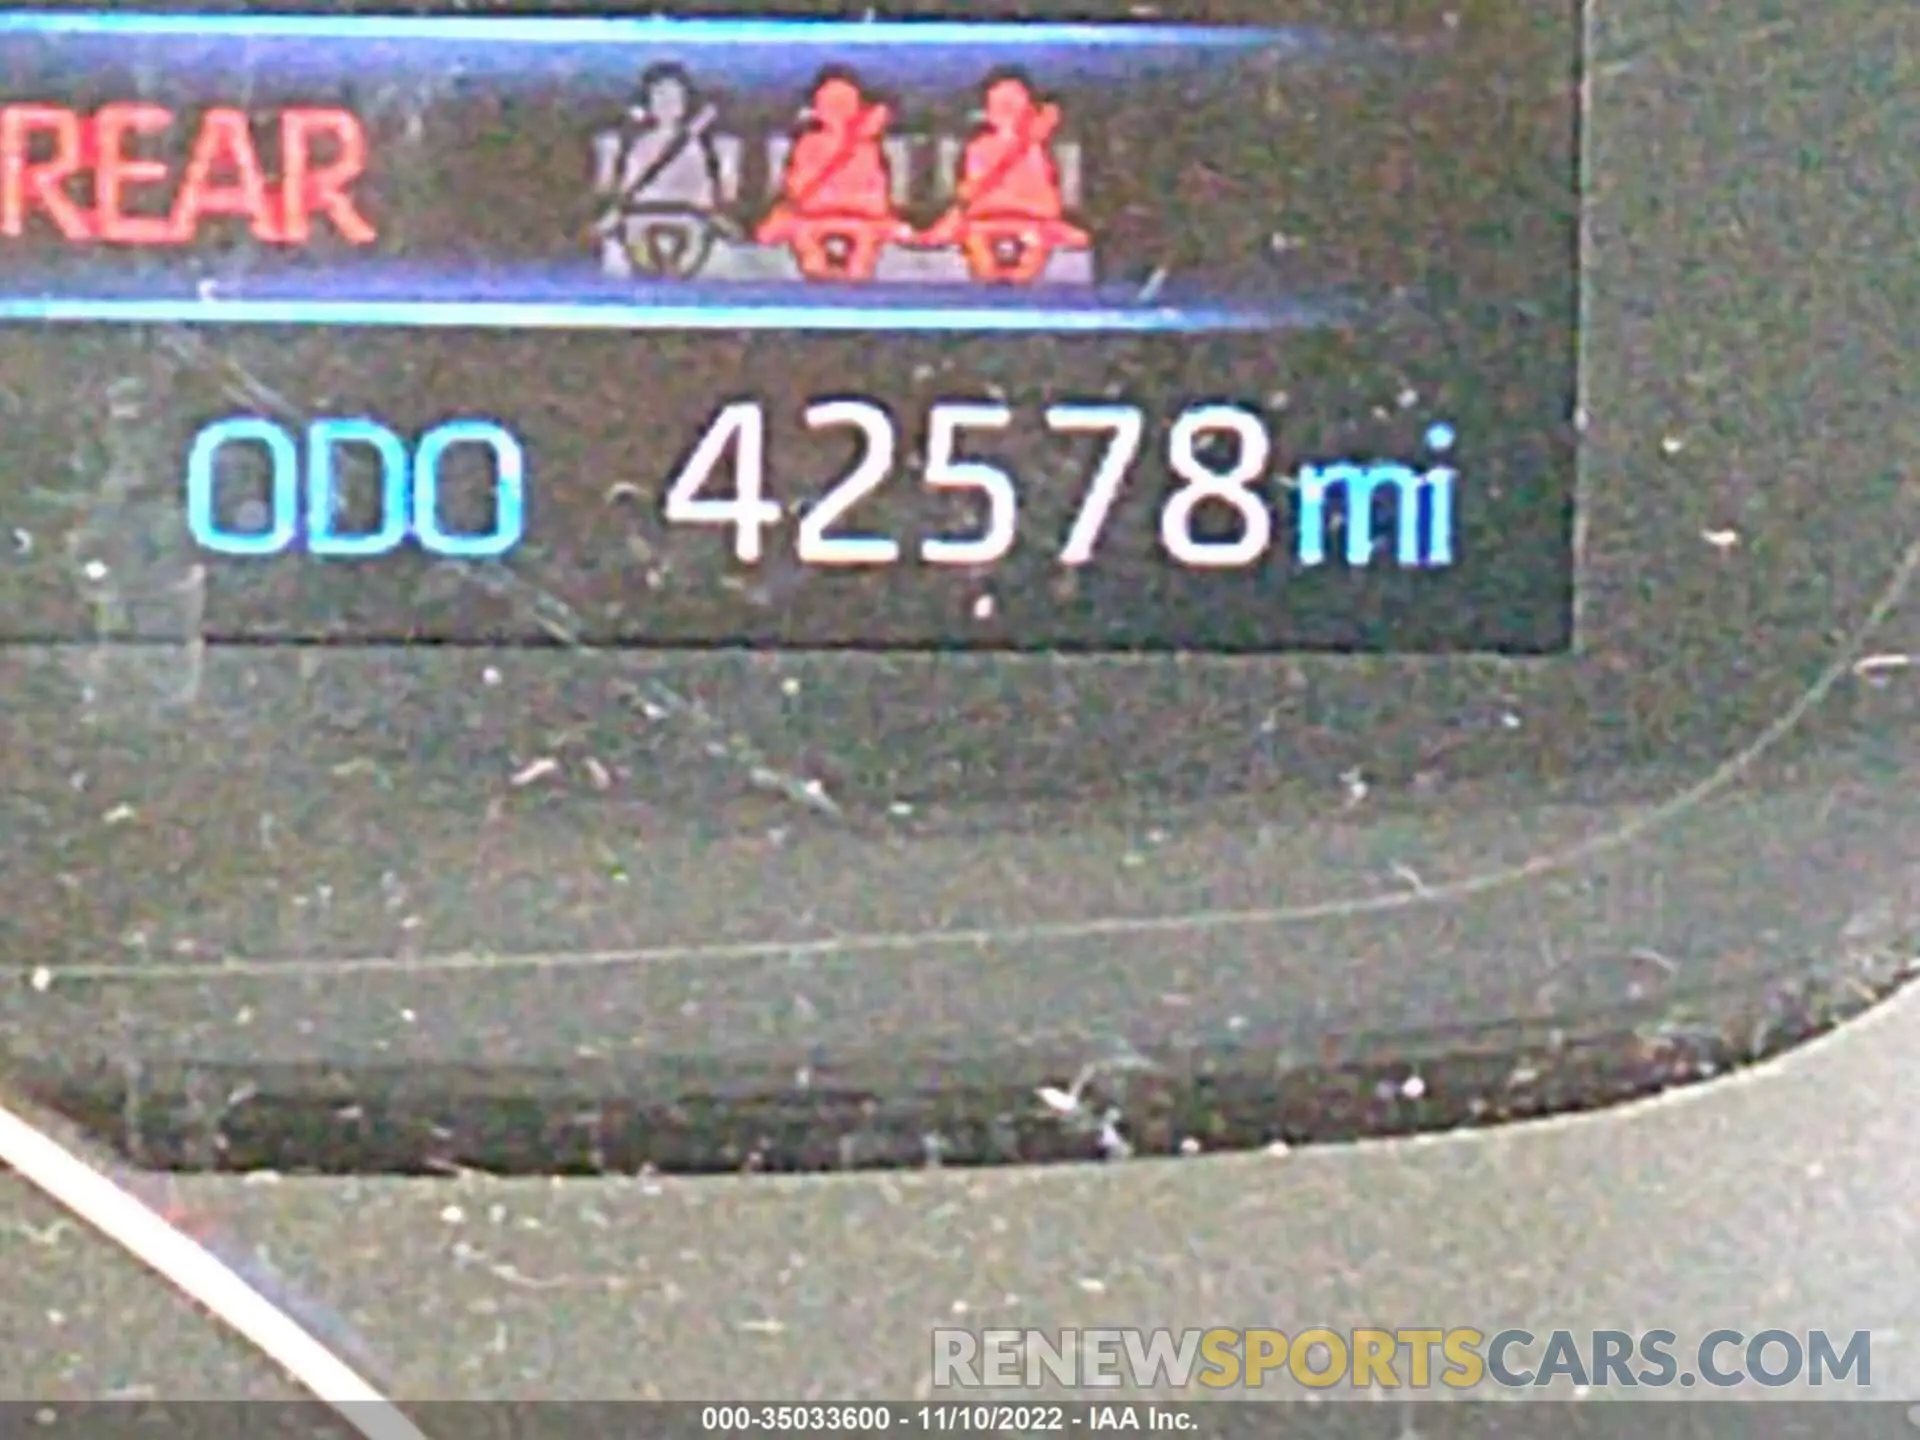 REAR
ODO 42578mi
RENEWSPORTSCARS.COM
000-35033600 - 11/10/2022 - IAA Inc.